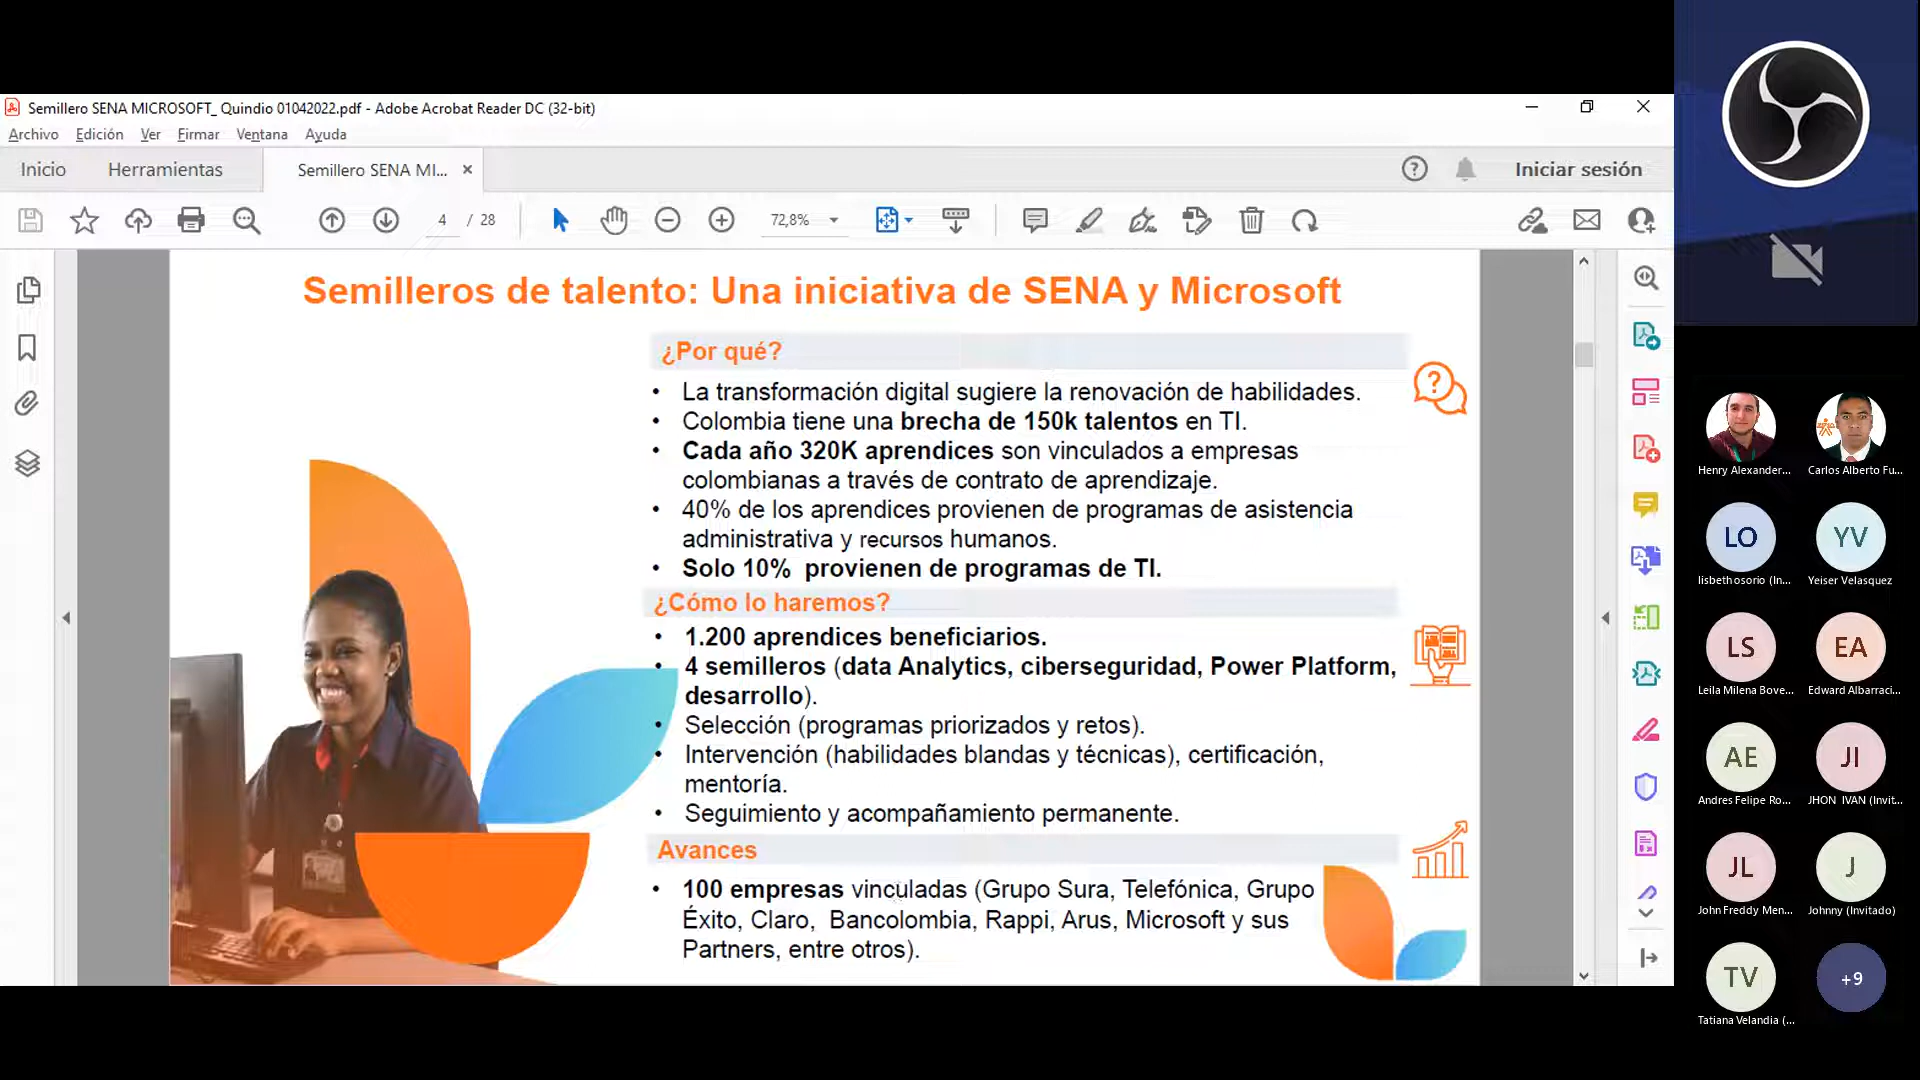 Semillero SENA MICROSOFT_ Quindio 01042022.pdf - Adobe Acrobat Reader DC (32-bit)
Archivo Edición Ver Firmar Ventana Ayuda
Inicio Herramientas Semillero SENA MI... Iniciar sesión
4 / 28 72,8%
Semilleros de talento: Una iniciativa de SENA y Microsoft
¿Por qué?
• La transformación digital sugiere la renovación de habilidades.
• Colombia tiene una brecha de 150k talentos en TI.
• Cada año 320K aprendices son vinculados a empresas
colombianas a través de contrato de aprendizaje.
• 40% de los aprendices provienen de programas de asistencia
administrativa y recursos humanos.
• Solo 10% provienen de programas de TI.
¿Cómo lo haremos?
• 1.200 aprendices beneficiarios.
• 4 semilleros (data Analytics, ciberseguridad, Power Platform,
desarrollo).
• Selección (programas priorizados y retos).
• Intervención (habilidades blandas y técnicas), certificación,
mentoría.
• Seguimiento y acompañamiento permanente.
Avances
• 100 empresas vinculadas (Grupo Sura, Telefónica, Grupo
Éxito, Claro, Bancolombia, Rappi, Arus, Microsoft y sus
Partners, entre otros).
Henry Alexander... Carlos Alberto Fu...
LO YV
lisbethosorio (In... Yeiser Velasquez
LS EA
Leila Milena Bove... Edward Albarraci...
AE JI
Andres Felipe Ro... JHON IVAN (Invit...
JL J
John Freddy Men... Johnny (Invitado)
TV +9
Tatiana Velandia (...